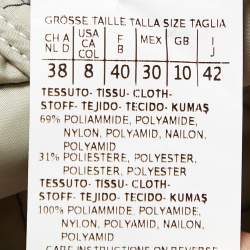 GRÖSSE TAILLE TALLA SIZE TAGLIA
CH A NL D USA CA COL F B MEX GB I J
38 8 40 30 10 42
TESSUTO- TISSU- CLOTH-
STOFF- TEJIDO- TECIDO- KUMAŞ
69% POLIAMMIDE, POLYAMIDE,
NYLON, POLYAMID, NAILON,
POLYAMID
31% POLIESTERE, POLYESTER,
POLIESTER, POLYESTER
TESSUTO- TISSU- CLOTH-
STOFF- TEJIDO- TECIDO- KUMAŞ
100% POLIAMMIDE, POLYAMIDE,
NYLON, POLYAMID, NAILON,
POLYAMID
CARE INSTRUCTIONS ON REVERSE